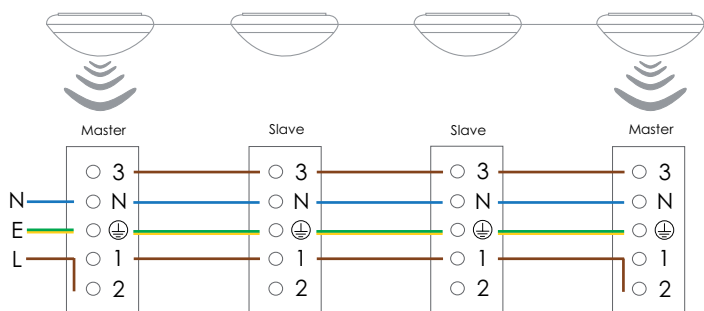 Master Slave Slave Master
3 3 3 3
N N N N N
E
L 1 1 1 1
2 2 2 2